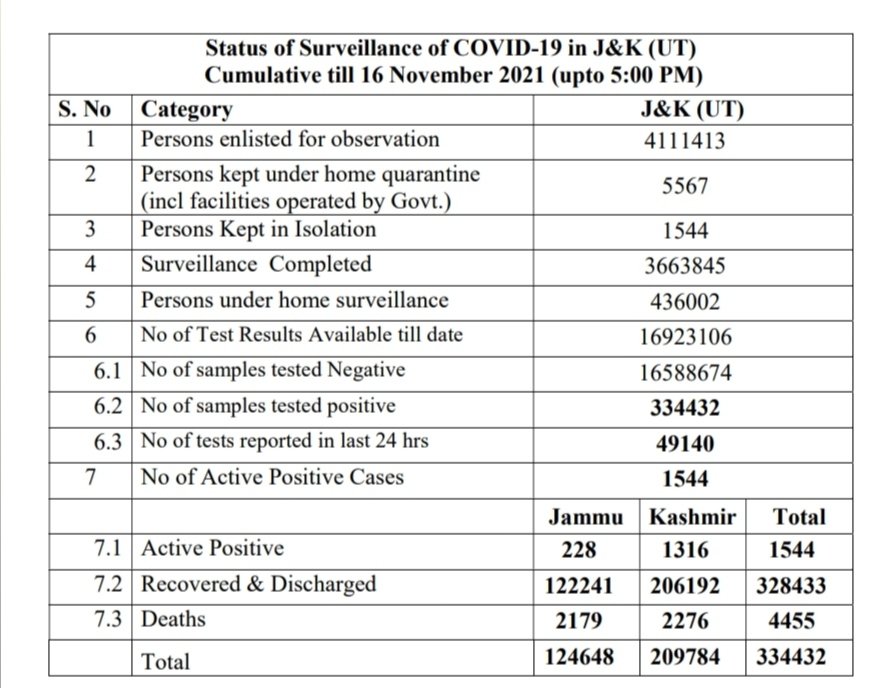 Status of Surveillance of COVID-19 in J&K (UT)
Cumulative till 16 November 2021 (upto 5:00 PM)
S. No Category J&K (UT)
1 Persons enlisted for observation 4111413
2 Persons kept under home quarantine
(incl facilities operated by Govt.) 5567
3 Persons Kept in Isolation 1544
4 Surveillance Completed 3663845
5 Persons under home surveillance 436002
6 No of Test Results Available till date 16923106
6.1 No of samples tested Negative 16588674
6.2 No of samples tested positive 334432
6.3 No of tests reported in last 24 hrs 49140
7 No of Active Positive Cases 1544
Jammu Kashmir Total
7.1 Active Positive 228 1316 1544
7.2 Recovered & Discharged 122241 206192 328433
7.3 Deaths 2179 2276 4455
Total 124648 209784 334432